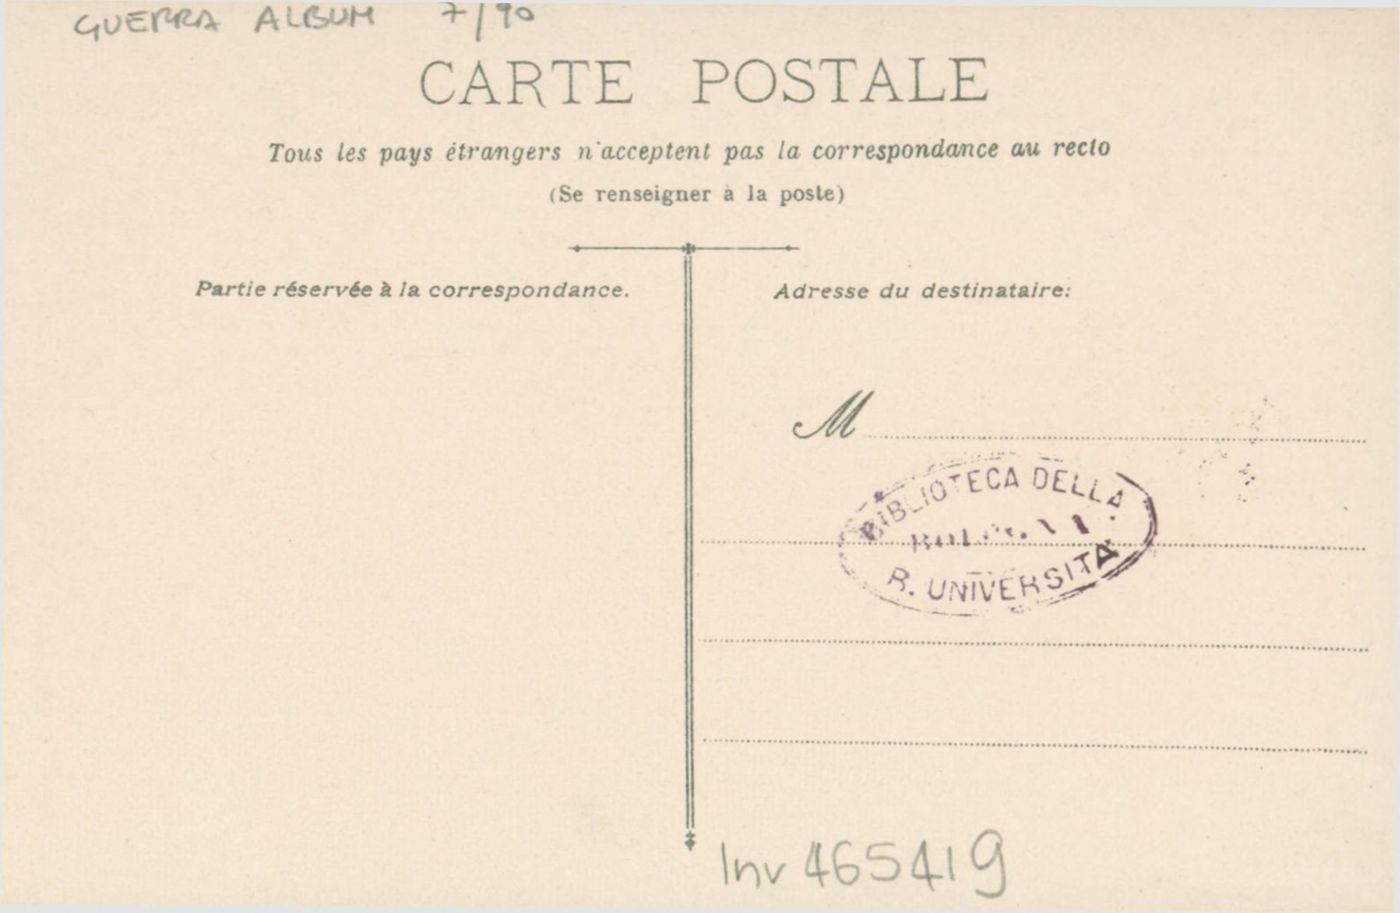 GUERRA ALBUM 7/90
CARTE POSTALE
Tous les pays étrangers n'acceptent pas la correspondance au recto
(Se renseigner à la poste)
Partie réservée à la correspondance.
Adresse du destinataire:
M
BIBLIOTECA DELLA
R. UNIVERSITÀ
Inv 465419